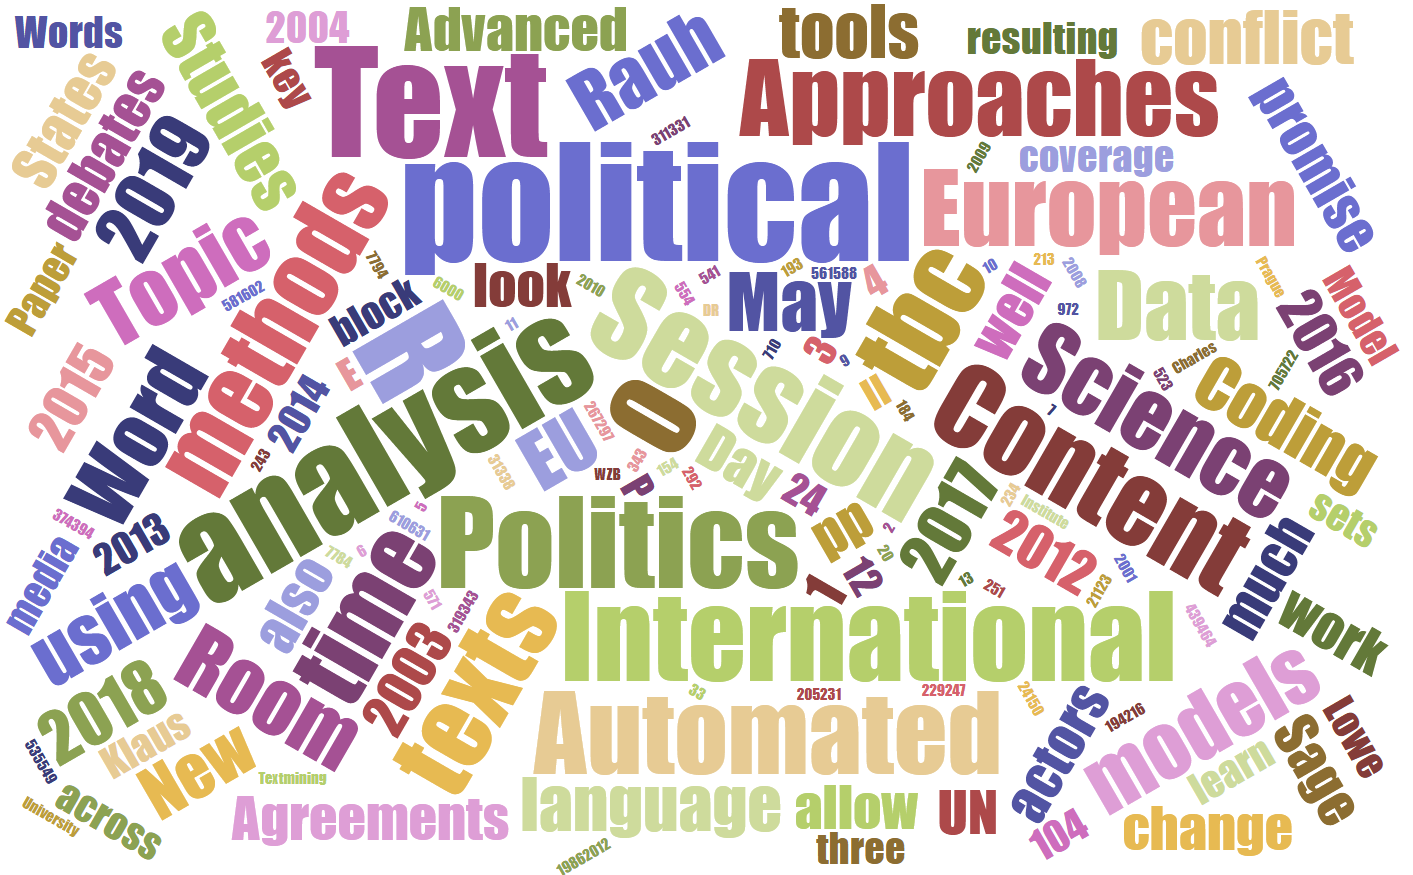 Words
2004
Advanced
tools
resulting
conflict
States
key
Studies
Text
Rauh
Approaches
promise
debates
2019
311331
2009
coverage
political
European
methods
Paper
Topic
7794
look
2010
554
541
193
561588
4
tbc
10
213
2008
Prague
Model
581602
block
6000
11
Session
DR
May
well
972
Data
2016
2015
E
R
710
3
9
Science
Charles
705722
523
Word
2014
analysis
O
li
184
1
Coding
243
EU
267297
Day
Content
31338
WZB
343
154
292
P
24
2017
234
Institute
sets
374394
2013
5
610631
Politics
pp
2
2012
much
media
using
7784
6
time
20
12
1
13
251
2001
21123
also
571
319343
International
439464
work
2018
Room
2003
texts
33
205231
229247
24150
194216
models
Lowe
535549
Klaus
New
Automated
actors
Sage
University
across
Textmining
Agreements
language
allow
three
UN
104
learn
change
19862012